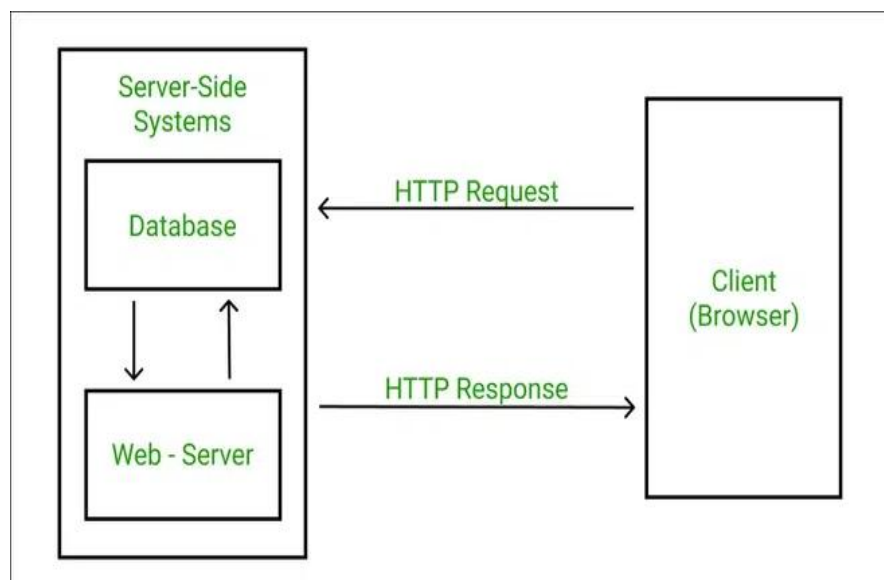 Server-Side
Systems
Database
Web - Server
HTTP Request
HTTP Response
Client
(Browser)